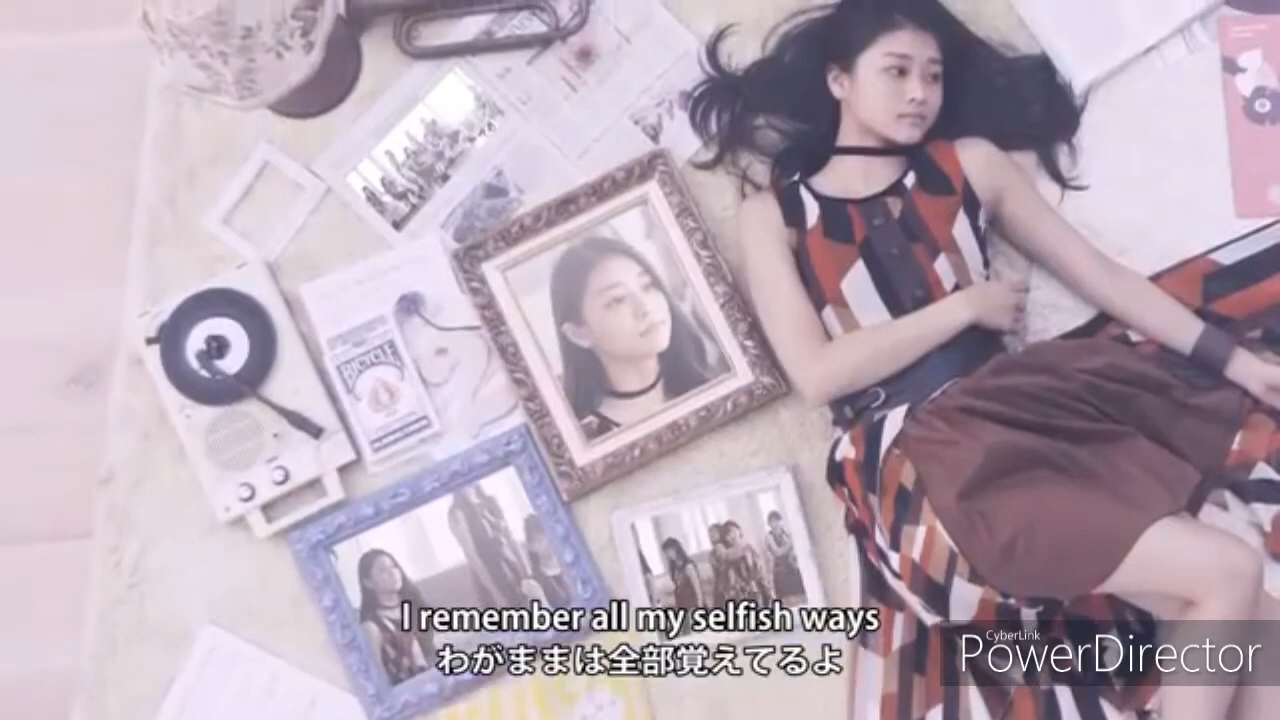 BICYCLE
I remember all my selfish ways
わがままは全部覚えてるよ
CyberLink
PowerDirector